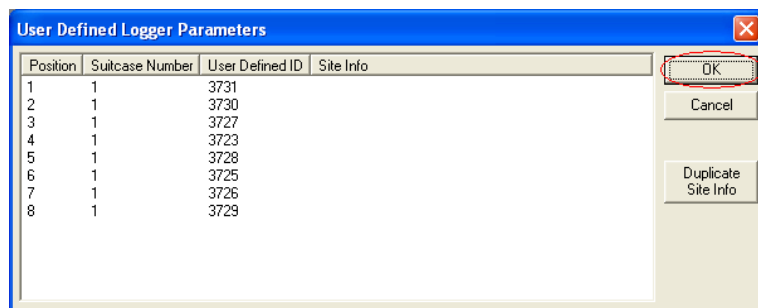 User Defined Logger Parameters
Position Suitcase Number User Defined ID Site Info
1 1 3731
2 1 3730
3 1 3727
4 1 3723
5 1 3728
6 1 3725
7 1 3726
8 1 3729
OK
Cancel
Duplicate
Site Info